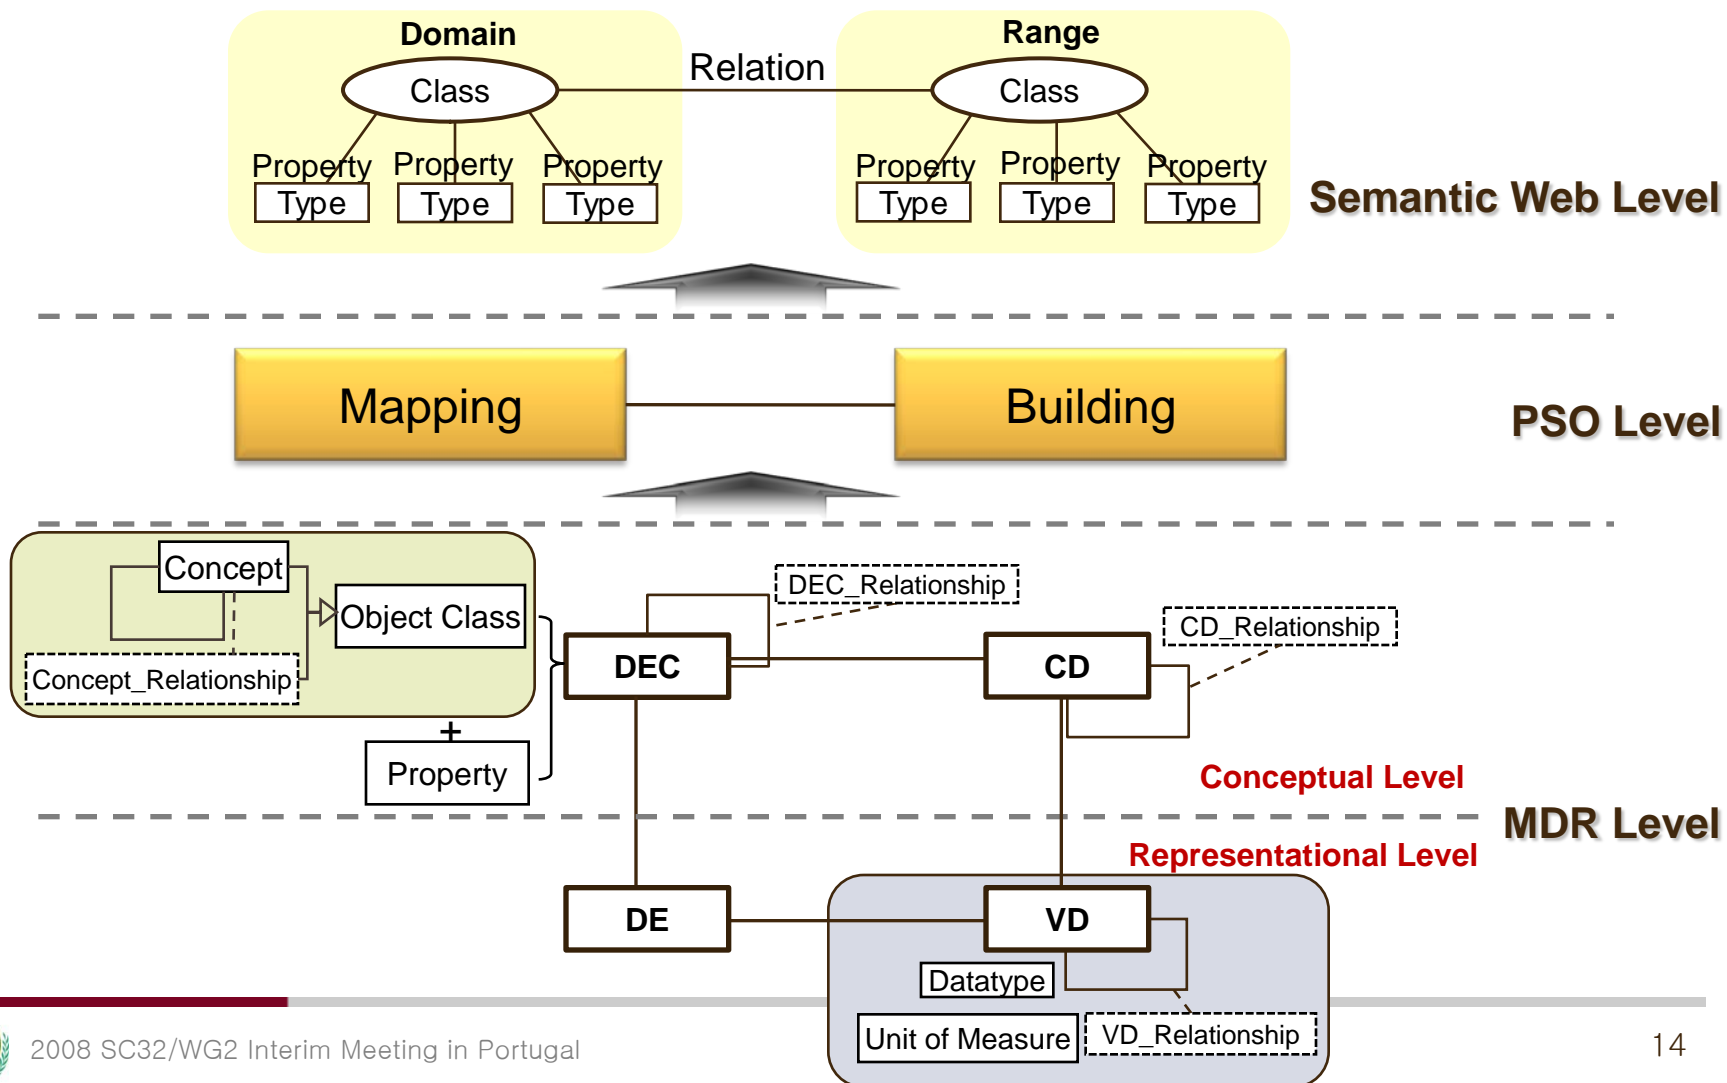 Domain
Range
Relation
Class
Class
Property
Property
Property
Property
Property
Property
Type
Type
Type
Type
Type
Type
Semantic Web Level
Mapping
Building
PSO Level
Concept
Object Class
Concept_Relationship
+
Property
DEC_Relationship
CD_Relationship
DEC
CD
Conceptual Level
MDR Level
Representational Level
DE
VD
Datatype
Unit of Measure
VD_Relationship
2008 SC32/WG2 Interim Meeting in Portugal
14